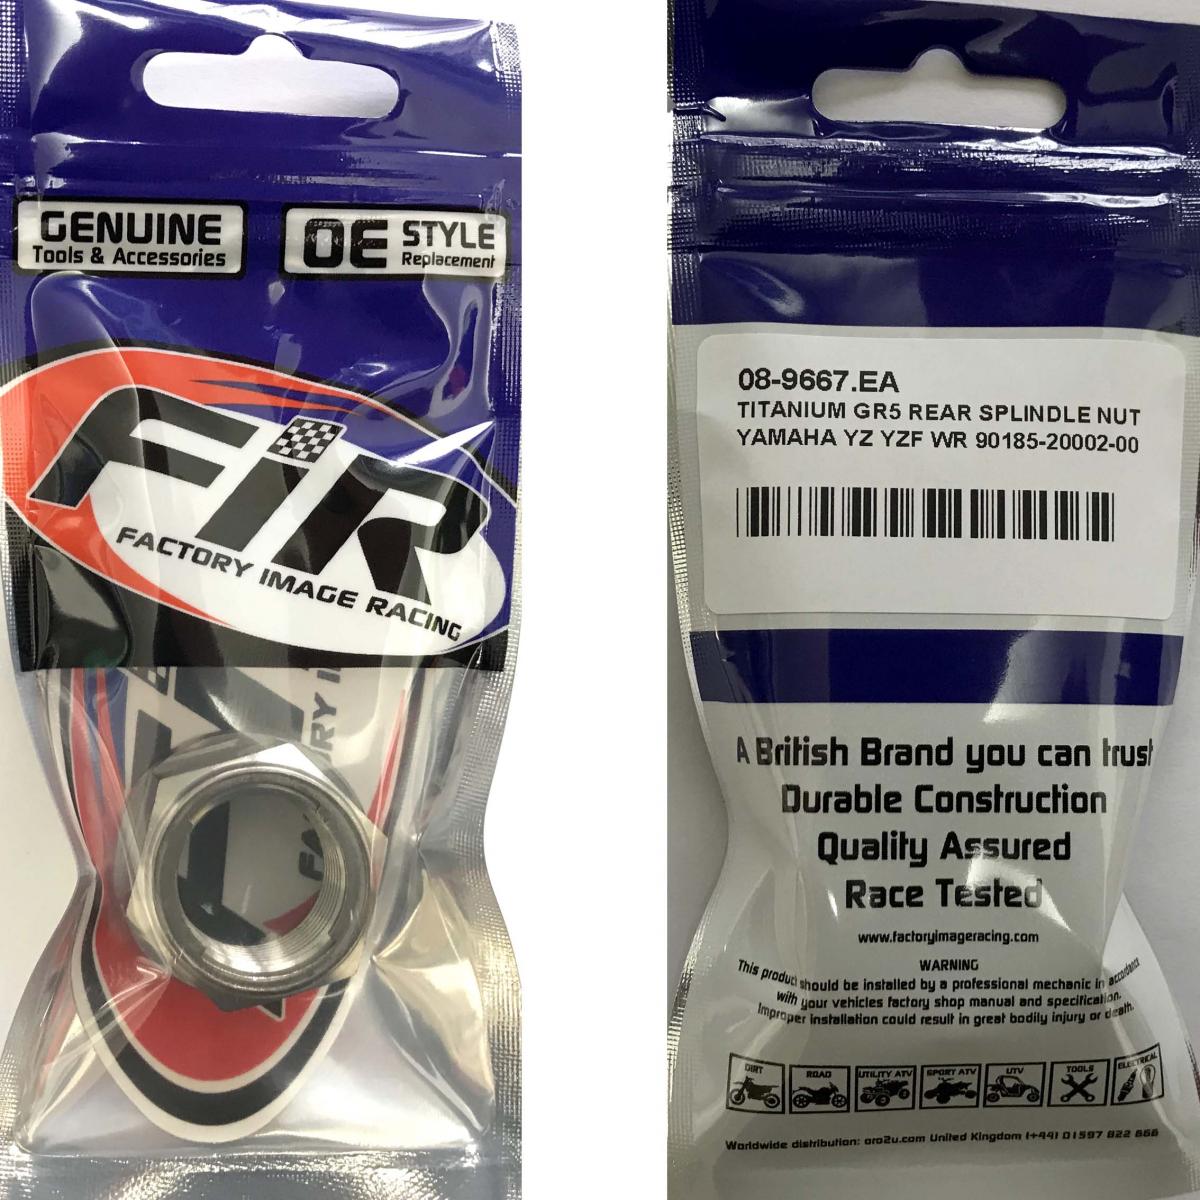 GENUINE
Tools & Accessories
OE STYLE
Replacement
FIR
FACTORY IMAGE RACING
08-9667.EA
TITANIUM GR5 REAR SPLINDLE NUT
YAMAHA YZ YZF WR 90185-20002-00
A British Brand you can trust
Durable Construction
Quality Assured
Race Tested
www.factoryimageracing.com
WARNING
This product should be installed by a professional mechanic in accordance
with your vehicles factory shop manual and specification.
Improper installation could result in great bodily injury or death.
DIRT ROAD UTILITY ATV SPORT ATV UTV TOOLS ELECTRICAL
Worldwide distribution: oro2u.com United Kingdom (+44) 01597 822 666